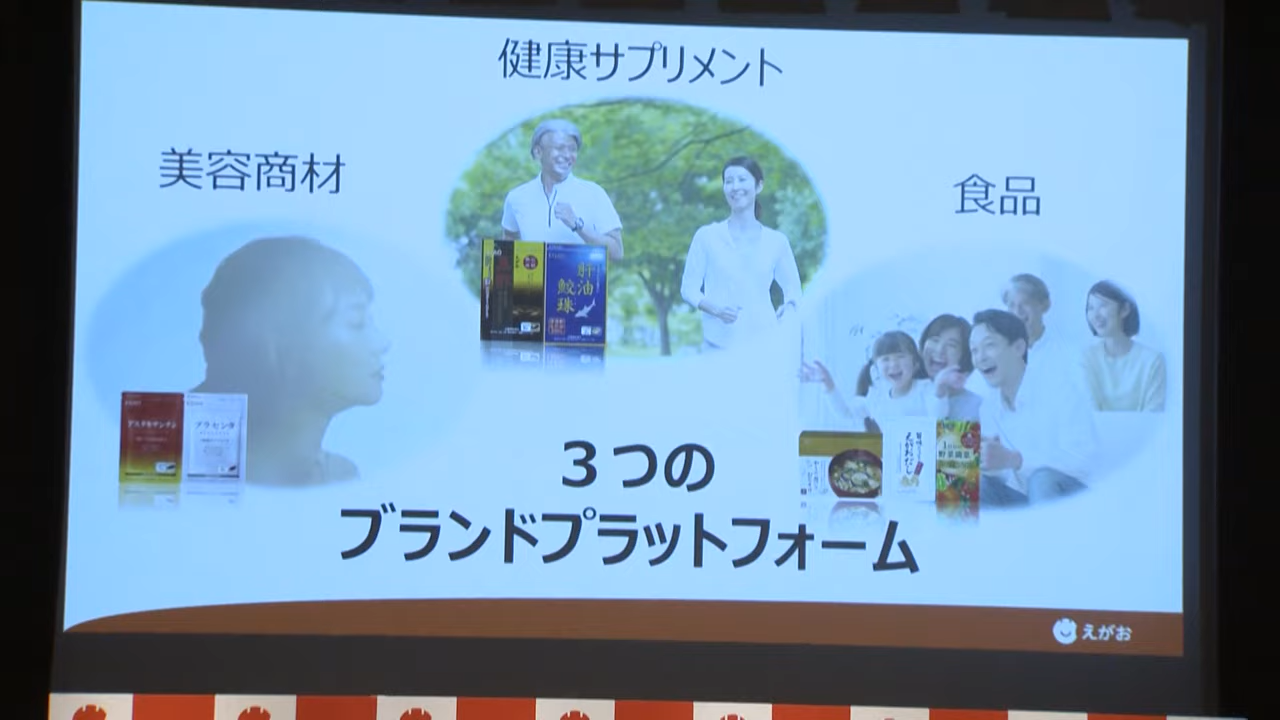 健康サプリメント
美容商材
食品
肝油
鮫珠
アスタキサンチン
プラセンタ
野菜
3つの
ブランドプラットフォーム
えがお